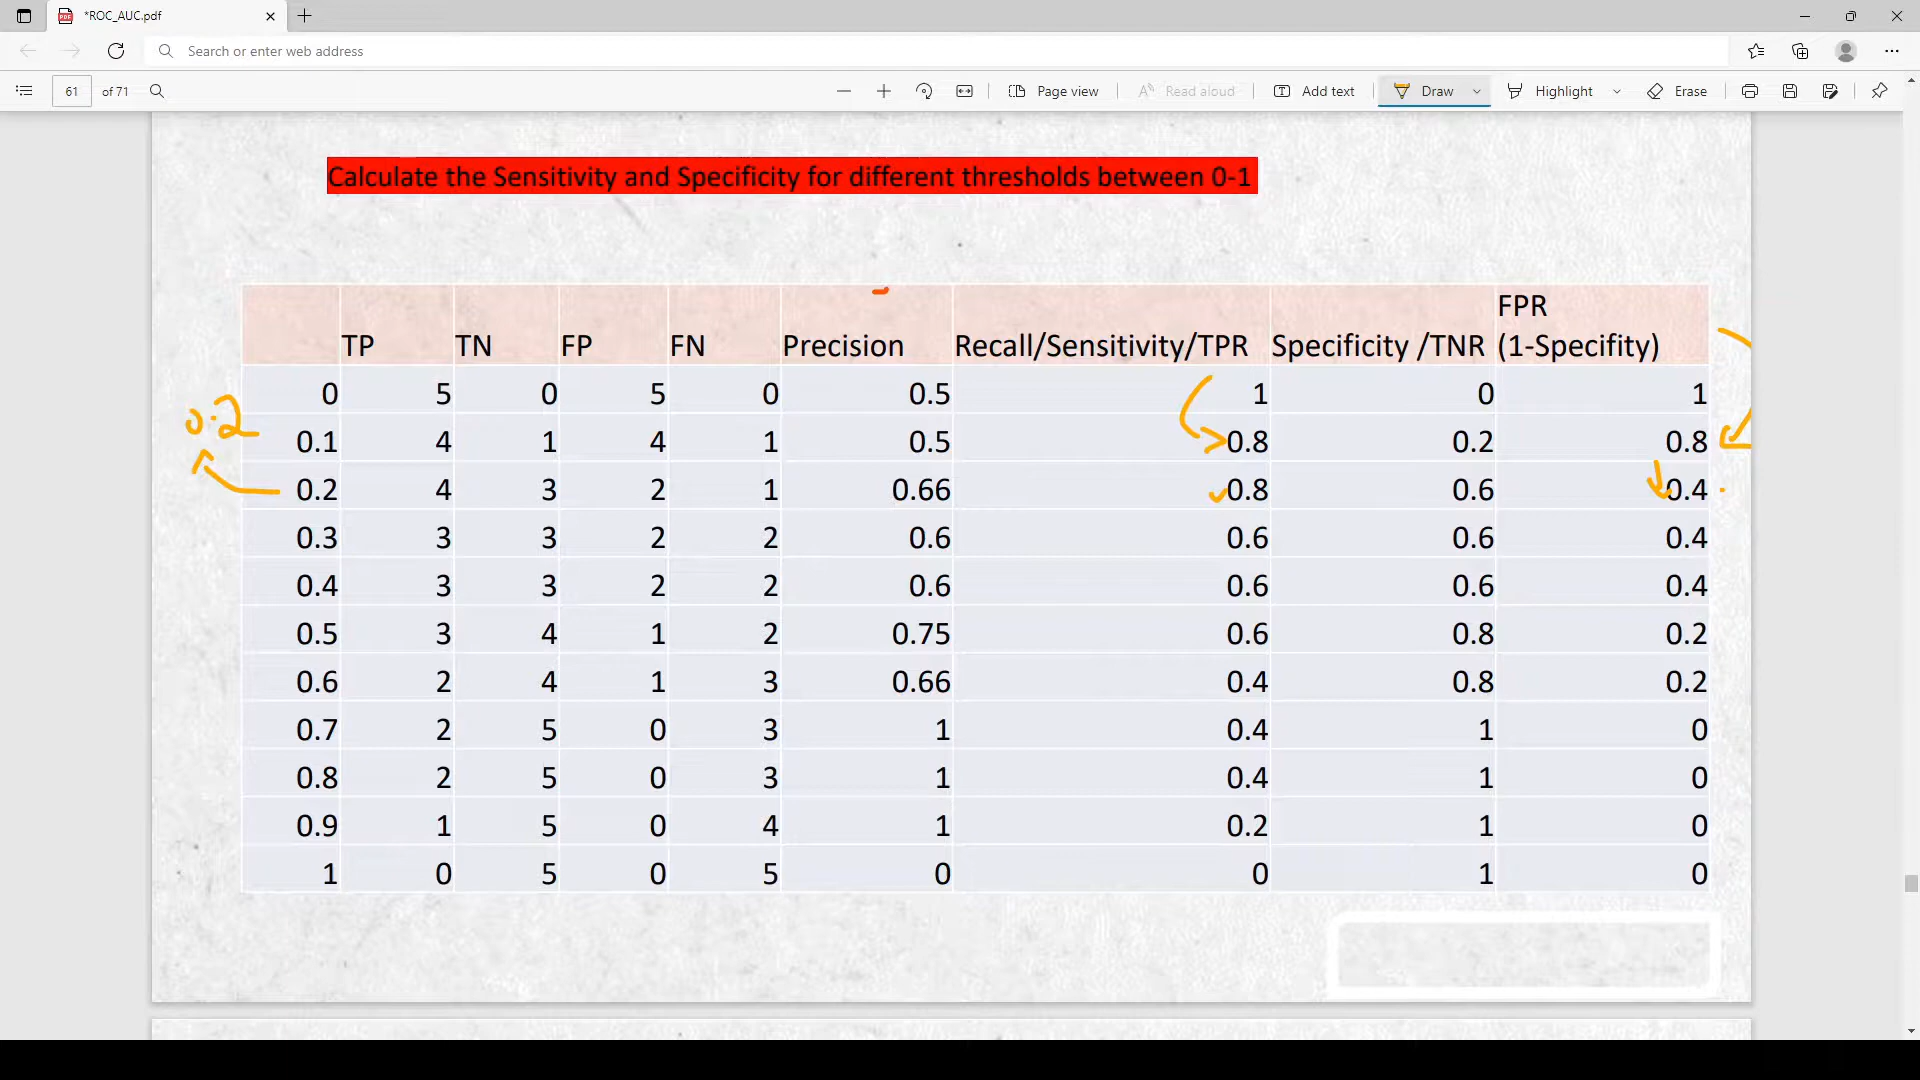 *ROC_AUC.pdf
Search or enter web address
61 of 71 Page view Read aloud Add text Draw Highlight Erase
Calculate the Sensitivity and Specificity for different thresholds between 0-1
TP TN FP FN Precision Recall/Sensitivity/TPR Specificity /TNR FPR (1-Specifity)
0 5 0 5 0 0.5 1 0 1
0.2
0.1 4 1 4 1 0.5 0.8 0.2 0.8
0.2 4 3 2 1 0.66 0.8 0.6 0.4
0.3 3 3 2 2 0.6 0.6 0.6 0.4
0.4 3 3 2 2 0.6 0.6 0.6 0.4
0.5 3 4 1 2 0.75 0.6 0.8 0.2
0.6 2 4 1 3 0.66 0.4 0.8 0.2
0.7 2 5 0 3 1 0.4 1 0
0.8 2 5 0 3 1 0.4 1 0
0.9 1 5 0 4 1 0.2 1 0
1 0 5 0 5 0 0 1 0